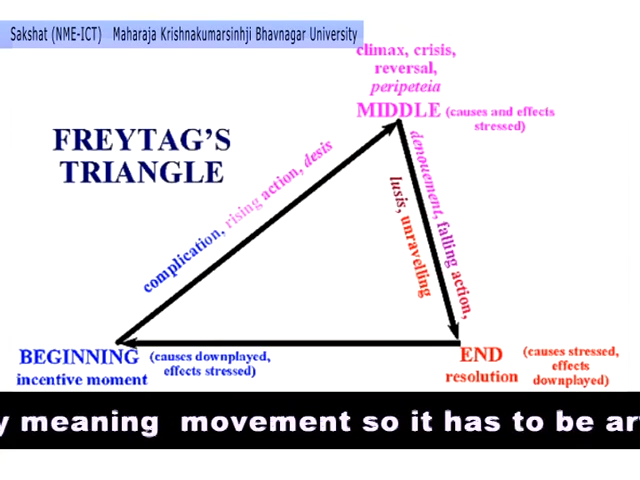 Sakshat (NME-ICT) Maharaja Krishnakumarsinhji Bhavnagar University
climax, crisis,
reversal,
peripeteia
MIDDLE (causes and effects
stressed)
FREYTAG'S
TRIANGLE
complication, rising action, desis
denouement, falling action,
lusis, unravelling
BEGINNING (causes downplayed,
effects stressed)
incentive moment
END (causes stressed,
effects
downplayed)
resolution
y meaning movement so it has to be ar